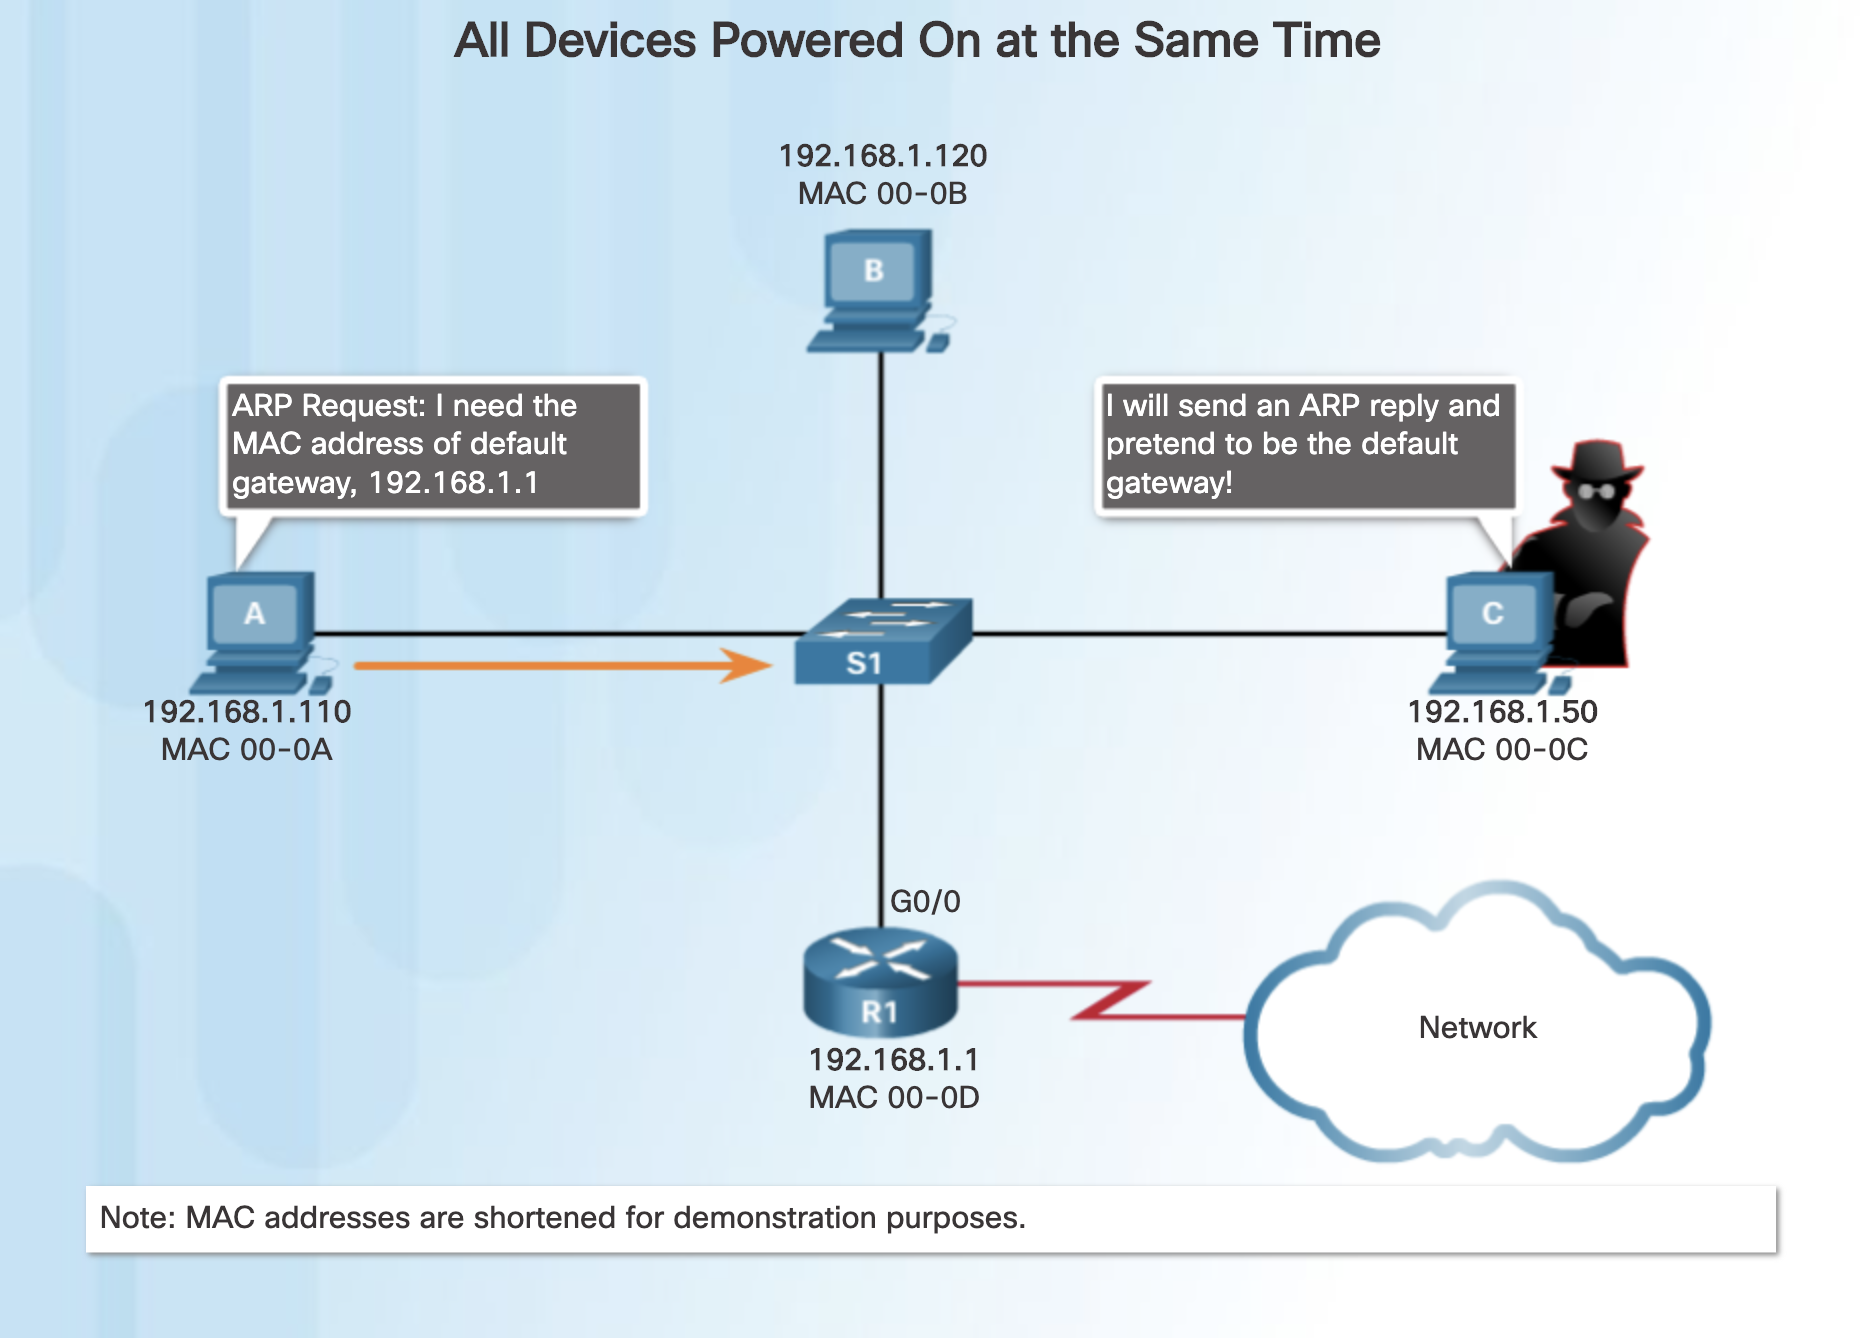 All Devices Powered On at the Same Time
192.168.1.120
MAC 00-0B
B
ARP Request: I need the
MAC address of default
gateway, 192.168.1.1
I will send an ARP reply and
pretend to be the default
gateway!
A
S1
C
192.168.1.110
MAC 00-0A
192.168.1.50
MAC 00-0C
G0/0
R1
192.168.1.1
MAC 00-0D
Network
Note: MAC addresses are shortened for demonstration purposes.